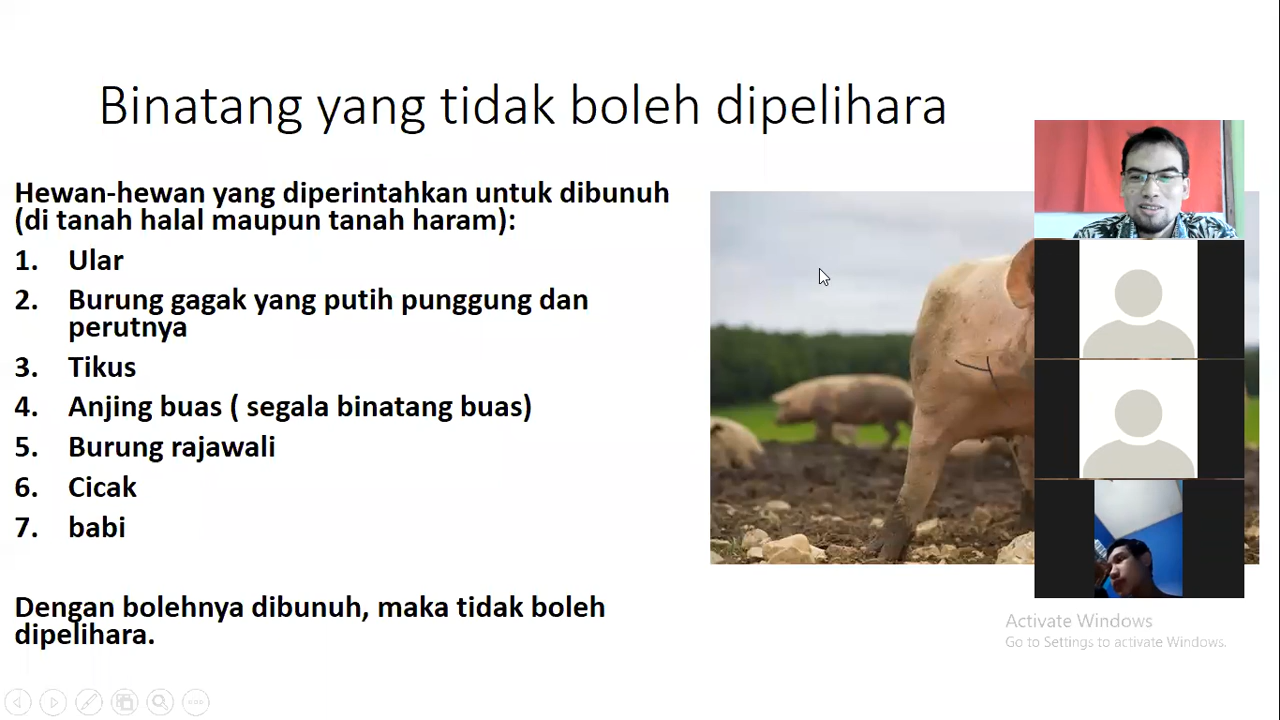 Binatang yang tidak boleh dipelihara
Hewan-hewan yang diperintahkan untuk dibunuh
(di tanah halal maupun tanah haram):
1. Ular
2. Burung gagak yang putih punggung dan
perutnya
3. Tikus
4. Anjing buas ( segala binatang buas)
5. Burung rajawali
6. Cicak
7. babi
Dengan bolehnya dibunuh, maka tidak boleh
dipelihara.
Activate Windows
Go to Settings to activate Windows.